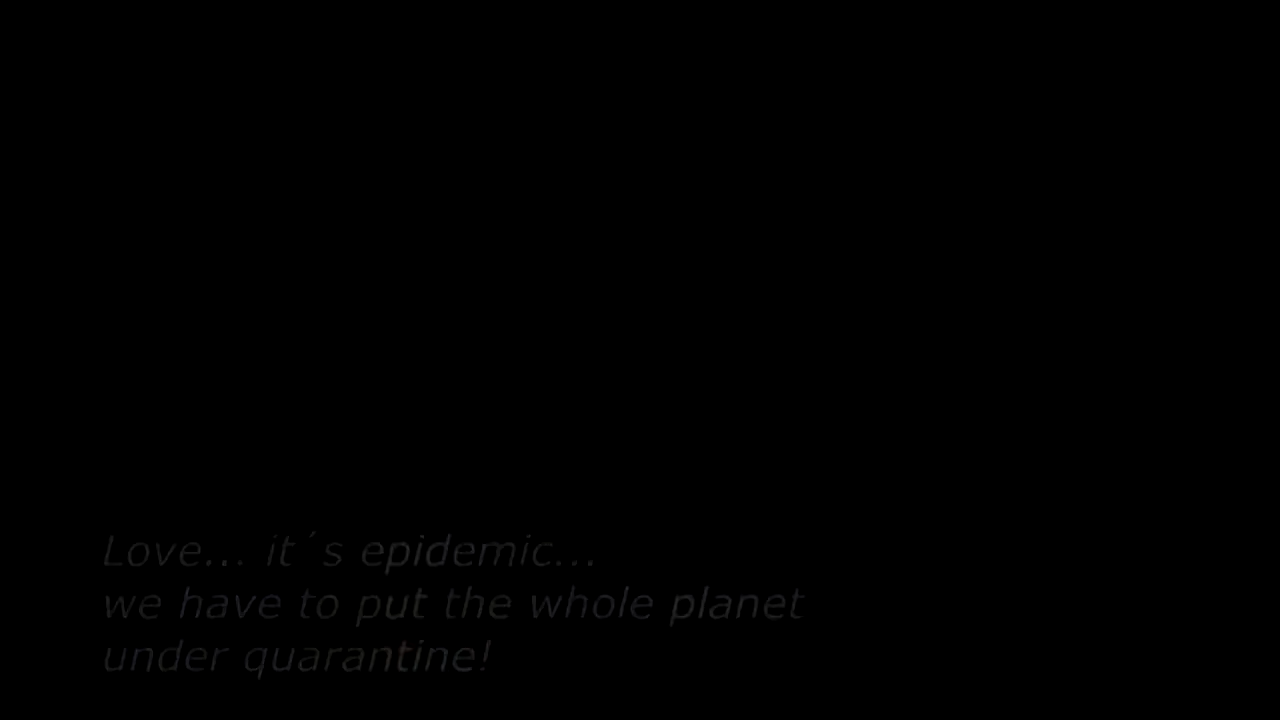 Love... it´s epidemic...
we have to put the whole planet
under quarantine!